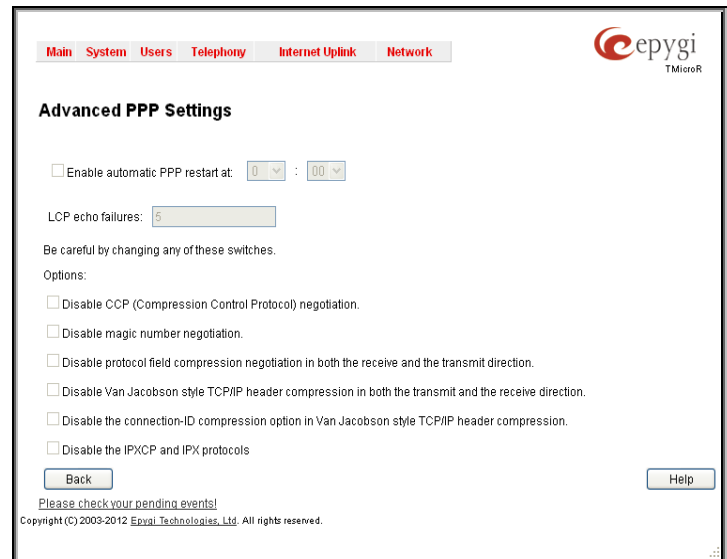 Main System Users Telephony Internet Uplink Network
epygi
TMicroR
Advanced PPP Settings
Enable automatic PPP restart at: 0 : 00
LCP echo failures: 5
Be careful by changing any of these switches.
Options:
Disable CCP (Compression Control Protocol) negotiation.
Disable magic number negotiation.
Disable protocol field compression negotiation in both the receive and the transmit direction.
Disable Van Jacobson style TCP/IP header compression in both the transmit and the receive direction.
Disable the connection-ID compression option in Van Jacobson style TCP/IP header compression.
Disable the IPXCP and IPX protocols
Back Help
Please check your pending events!
Copyright (C) 2003-2012 Epygi Technologies, Ltd. All rights reserved.